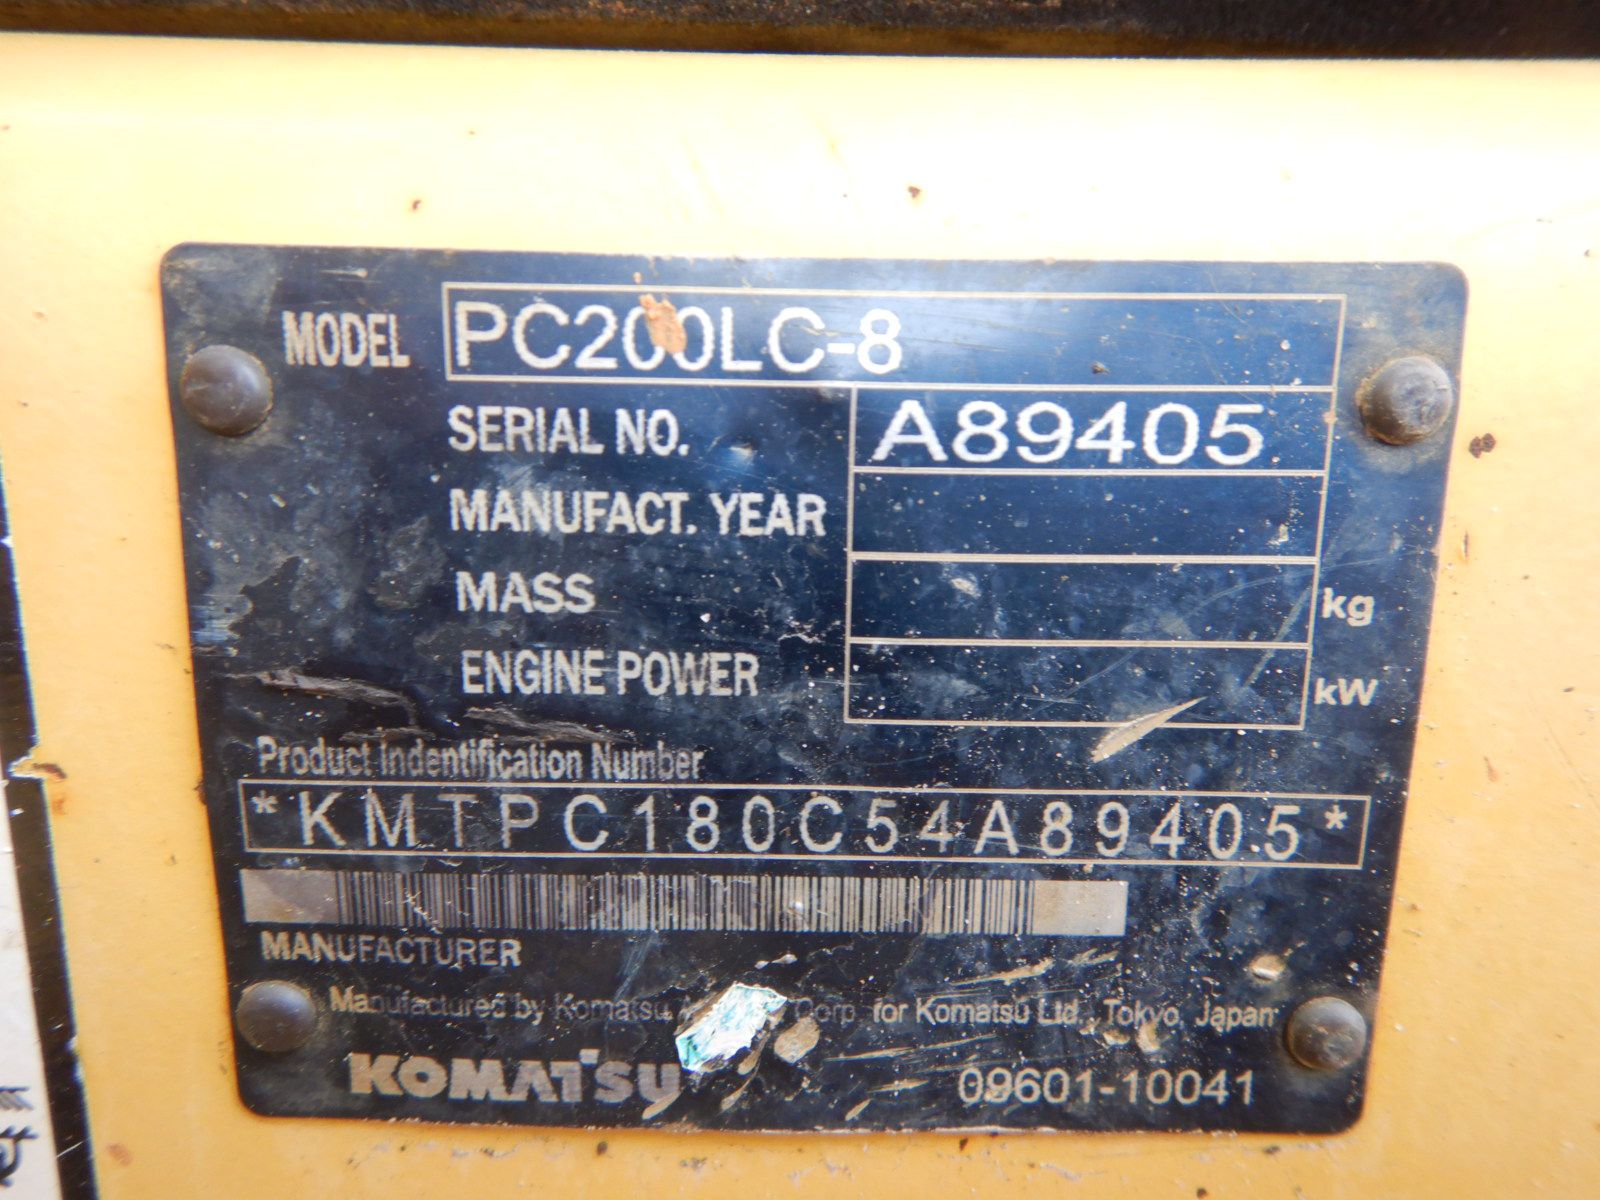 MODEL PC200LC-8
SERIAL NO. A89405
MANUFACT. YEAR
MASS kg
ENGINE POWER kW
Product Indentification Number
*KMTPC180C54A89405*
MANUFACTURER
Manufactured by Komatsu Corp. for Komatsu Ltd., Tokyo, Japan
KOMATSU 09601-10041